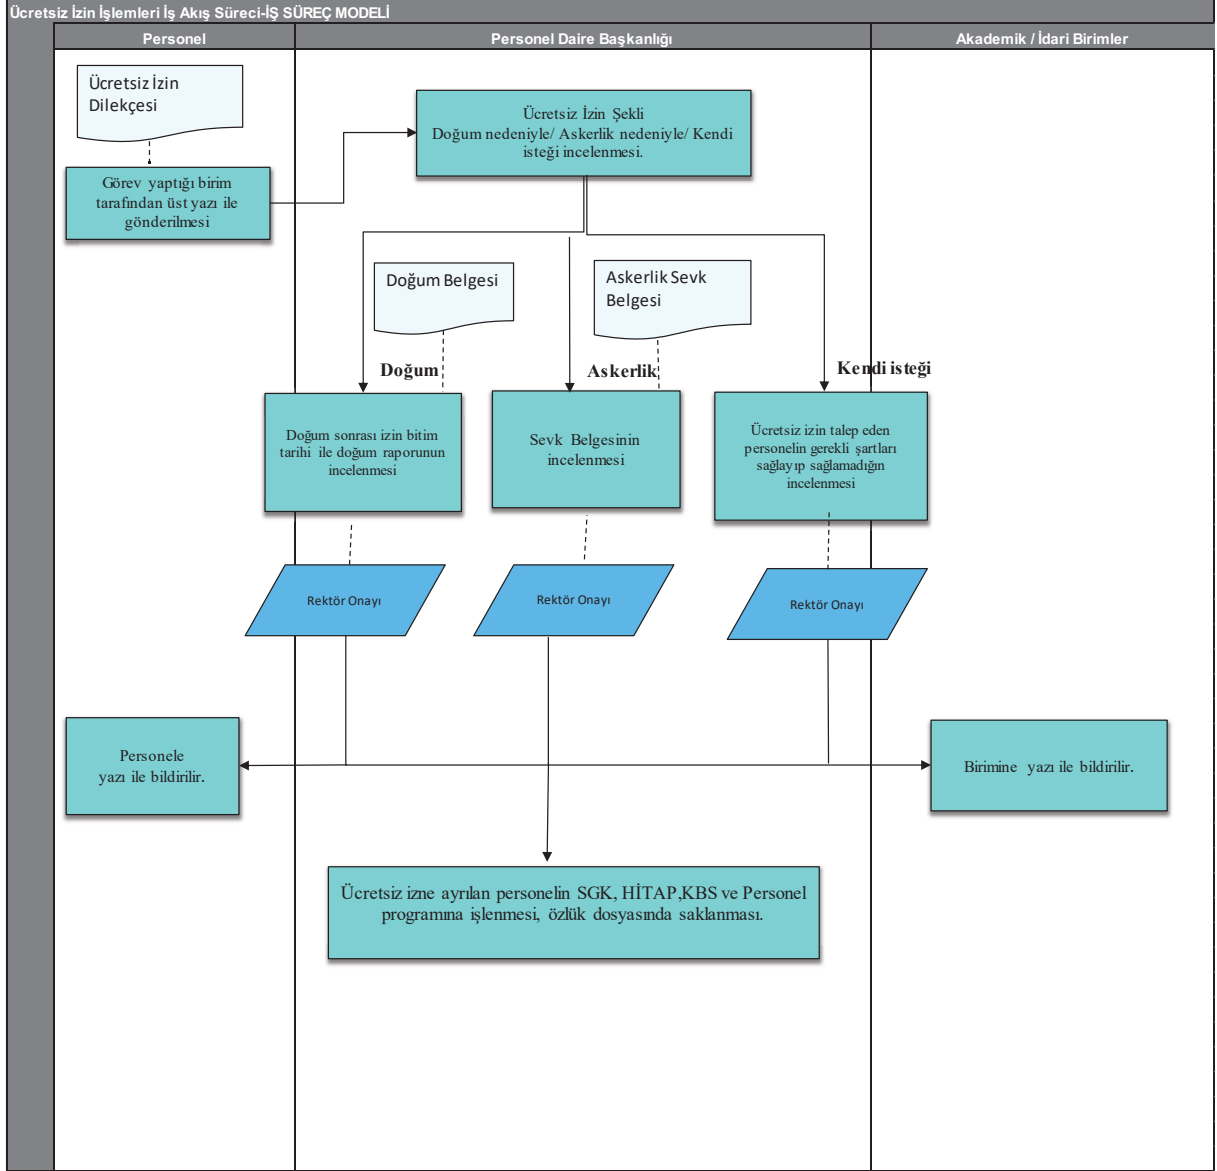 Ücretsiz İzin İşlemleri İş Akış Süreci-İŞ SÜREÇ MODELİ
Personel
Personel Daire Başkanlığı
Akademik / İdari Birimler
Ücretsiz İzin
Dilekçesi
Görev yaptığı birim
tarafından üst yazı ile
gönderilmesi
Ücretsiz İzin Şekli
Doğum nedeniyle/ Askerlik nedeniyle/ Kendi
isteği incelenmesi.
Doğum Belgesi
Askerlik Sevk
Belgesi
Doğum
Askerlik
Kendi isteği
Doğum sonrası izin bitim
tarihi ile doğum raporunun
incelenmesi
Sevk Belgesinin
incelenmesi
Ücretsiz izin talep eden
personelin gerekli şartları
sağlayıp sağlamadığın
incelenmesi
Rektör Onayı
Rektör Onayı
Rektör Onayı
Personele
yazı ile bildirilir.
Birimine yazı ile bildirilir.
Ücretsiz izne ayrılan personelin SGK, HİTAP,KBS ve Personel
programına işlenmesi, özlük dosyasında saklanması.